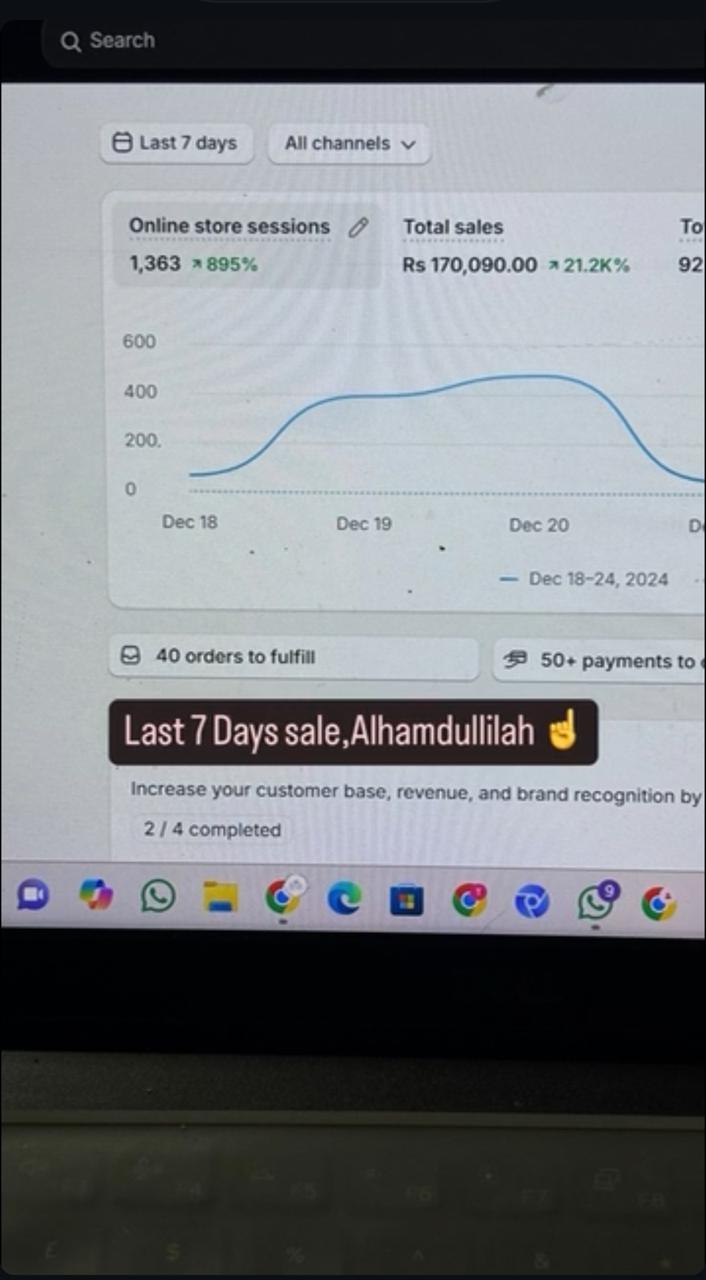 Search
Last 7 days
All channels
Online store sessions
1,363 895%
Total sales
Rs 170,090.00 21.2K%
92
600
400
200.
0
Dec 18
Dec 19
Dec 20
Dec 18–24, 2024
40 orders to fulfill
50+ payments to
Last 7 Days sale,Alhamdullilah ☝️
Increase your customer base, revenue, and brand recognition by
2 / 4 completed
9